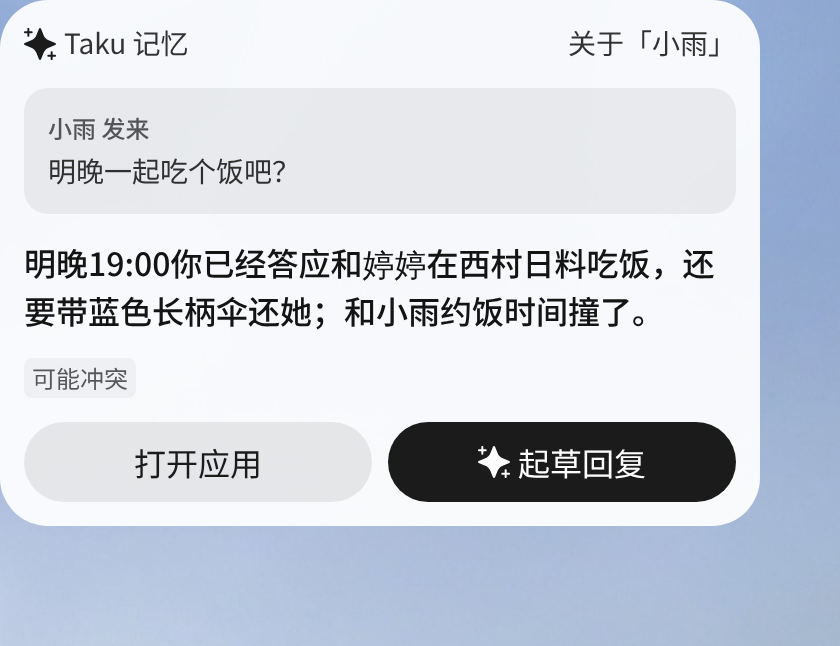 Taku 记忆
关于「小雨」
小雨 发来
明晚一起吃个饭吧？
明晚19:00你已经答应和婷婷在西村日料吃饭，还
要带蓝色长柄伞还她；和小雨约饭时间撞了。
可能冲突
打开应用
起草回复